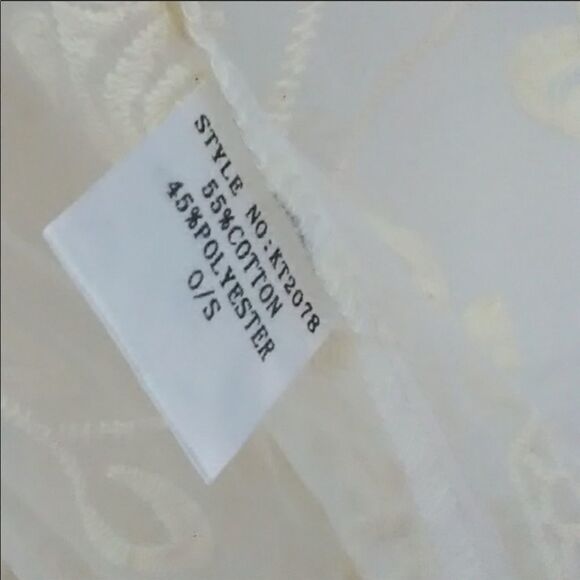 STYLE NO:KT2078
55%COTTON
45%POLYESTER
O/S